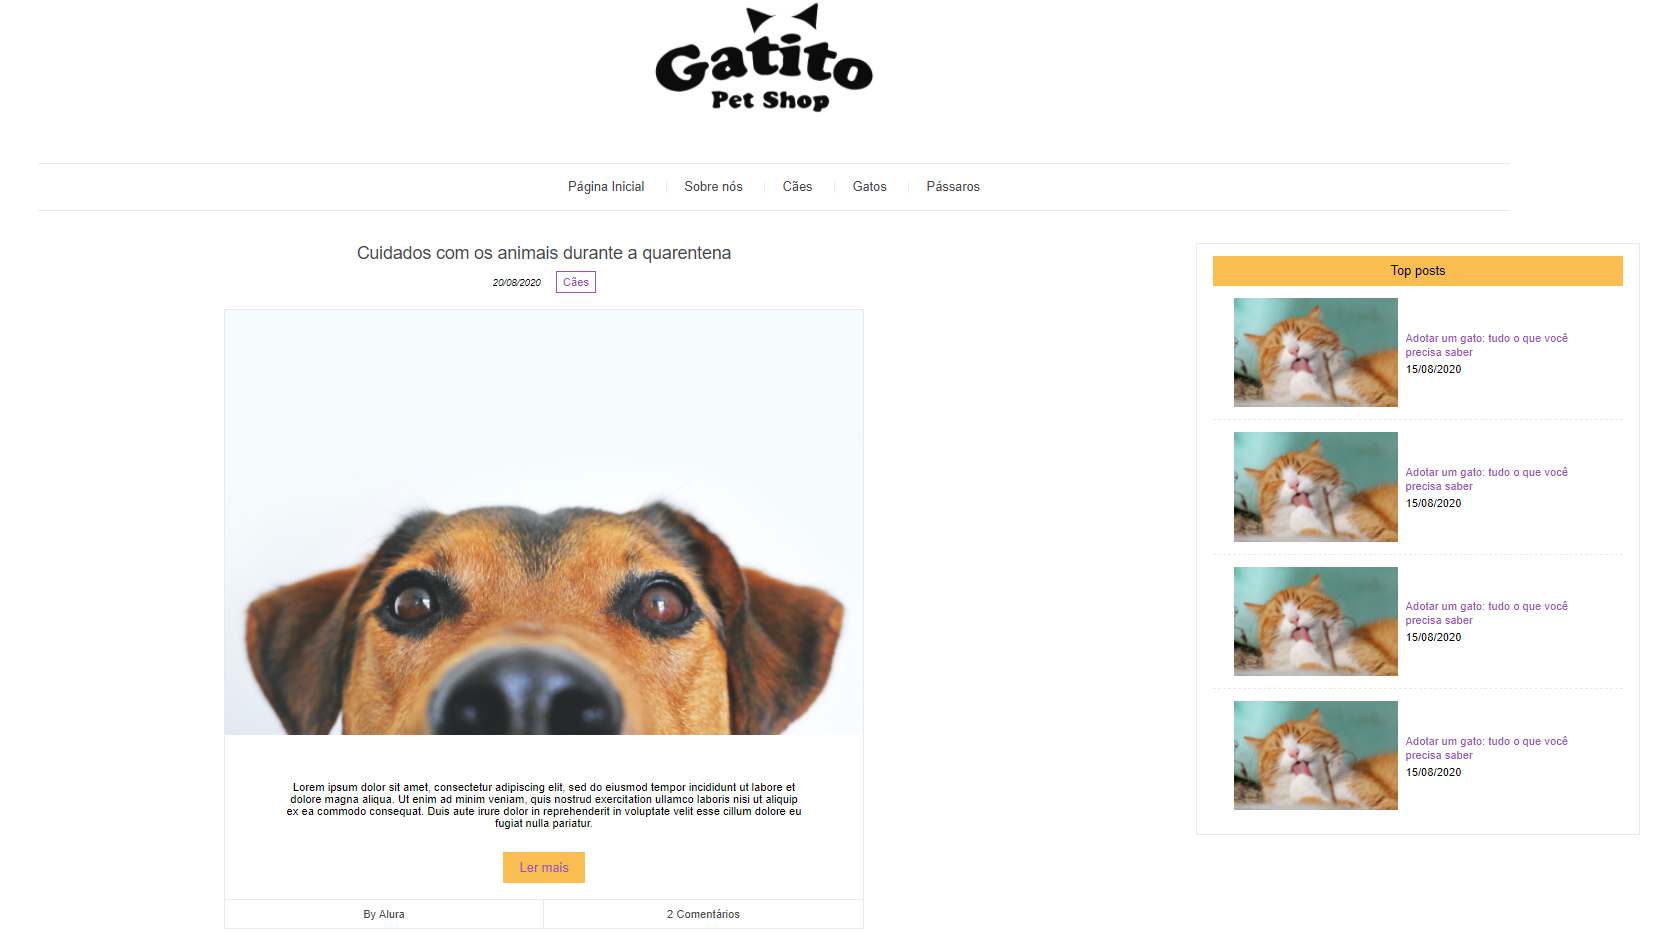 Gatito
Pet Shop
Página Inicial
Sobre nós
Cães
Gatos
Pássaros
Cuidados com os animais durante a quarentena
20/08/2020
Cães
Lorem ipsum dolor sit amet, consectetur adipiscing elit, sed do eiusmod tempor incididunt ut labore et
dolore magna aliqua. Ut enim ad minim veniam, quis nostrud exercitation ullamco laboris nisi ut aliquip
ex ea commodo consequat. Duis aute irure dolor in reprehenderit in voluptate velit esse cillum dolore eu
fugiat nulla pariatur.
Ler mais
By Alura
2 Comentários
Top posts
Adotar um gato: tudo o que você
precisa saber
15/08/2020
Adotar um gato: tudo o que você
precisa saber
15/08/2020
Adotar um gato: tudo o que você
precisa saber
15/08/2020
Adotar um gato: tudo o que você
precisa saber
15/08/2020